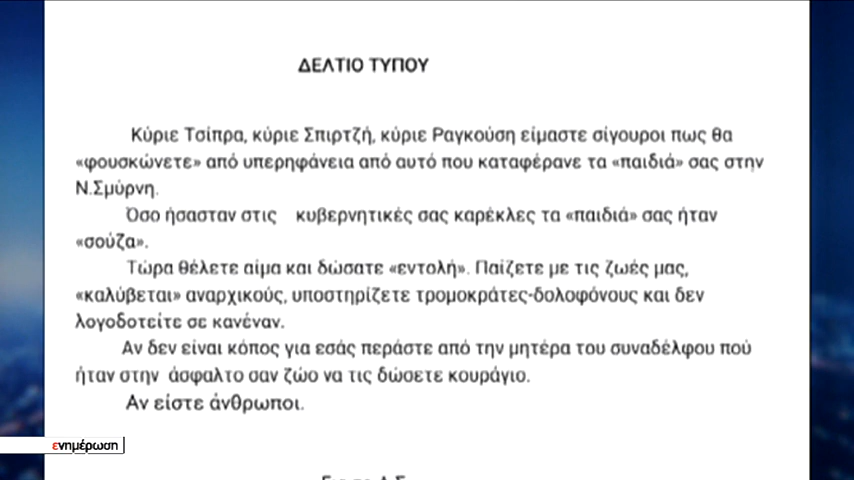 ΔΕΛΤΙΟ ΤΥΠΟΥ
Κύριε Τσίπρα, κύριε Σπιρτζή, κύριε Ραγκούση είμαστε σίγουροι πως θα
«φουσκώνετε» από υπερηφάνεια από αυτό που καταφέρανε τα «παιδιά» σας στην
Ν.Σμύρνη.
Όσο ήσασταν στις κυβερνητικές σας καρέκλες τα «παιδιά» σας ήταν
«σούζα».
Τώρα θέλετε αίμα και δώσατε «εντολή». Παίζετε με τις ζωές μας,
«καλύβεται» αναρχικούς, υποστηρίζετε τρομοκράτες-δολοφόνους και δεν
λογοδοτείτε σε κανέναν.
Αν δεν είναι κόπος για εσάς περάστε από την μητέρα του συναδέλφου πού
ήταν στην άσφαλτο σαν ζώο να τις δώσετε κουράγιο.
Αν είστε άνθρωποι.
ενημέρωση